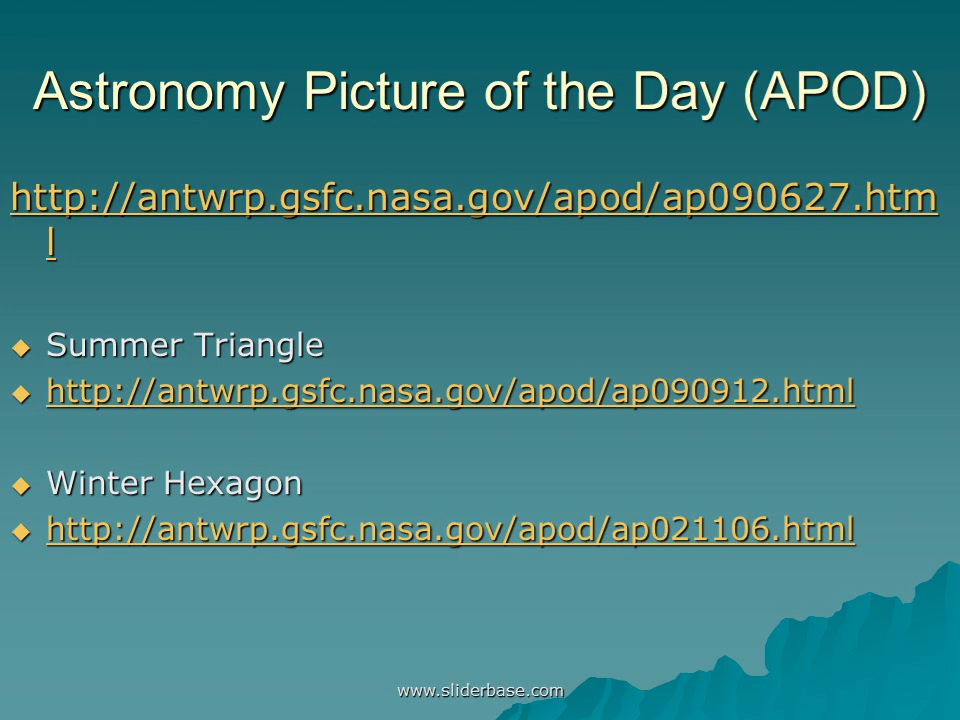 Astronomy Picture of the Day (APOD)
http://antwrp.gsfc.nasa.gov/apod/ap090627.htm
l
Summer Triangle
http://antwrp.gsfc.nasa.gov/apod/ap090912.html
Winter Hexagon
http://antwrp.gsfc.nasa.gov/apod/ap021106.html
www.sliderbase.com